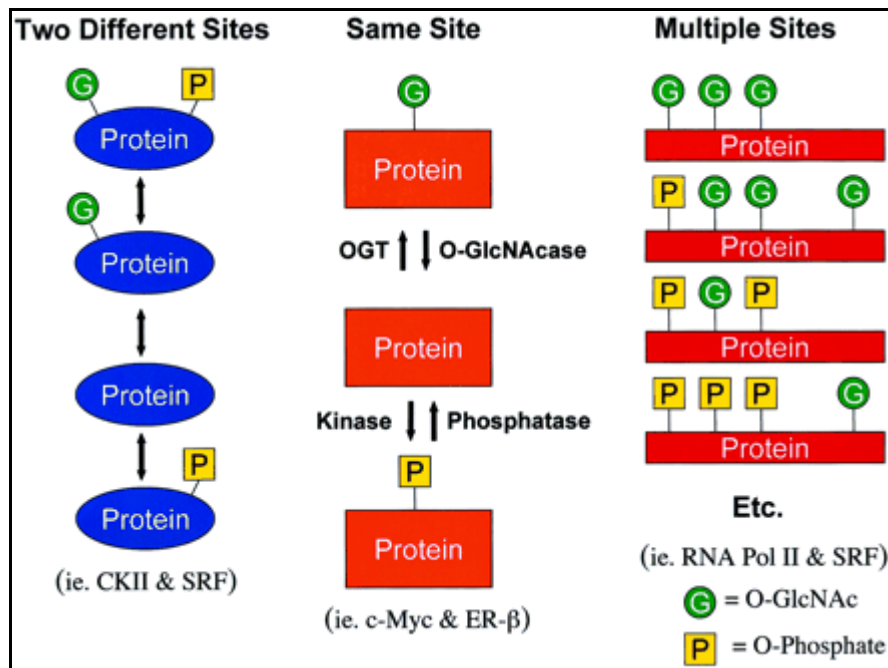 Two Different Sites
G P
Protein
G
Protein
Protein
P
Protein
(ie. CKII & SRF)
Same Site
G
Protein
OGT O-GlcNAcase
Protein
Kinase Phosphatase
P
Protein
(ie. c-Myc & ER-β)
Multiple Sites
G G G
Protein
P G G G
Protein
P G P
Protein
P P P G
Protein
Etc.
(ie. RNA Pol II & SRF)
G = O-GlcNAc
P = O-Phosphate